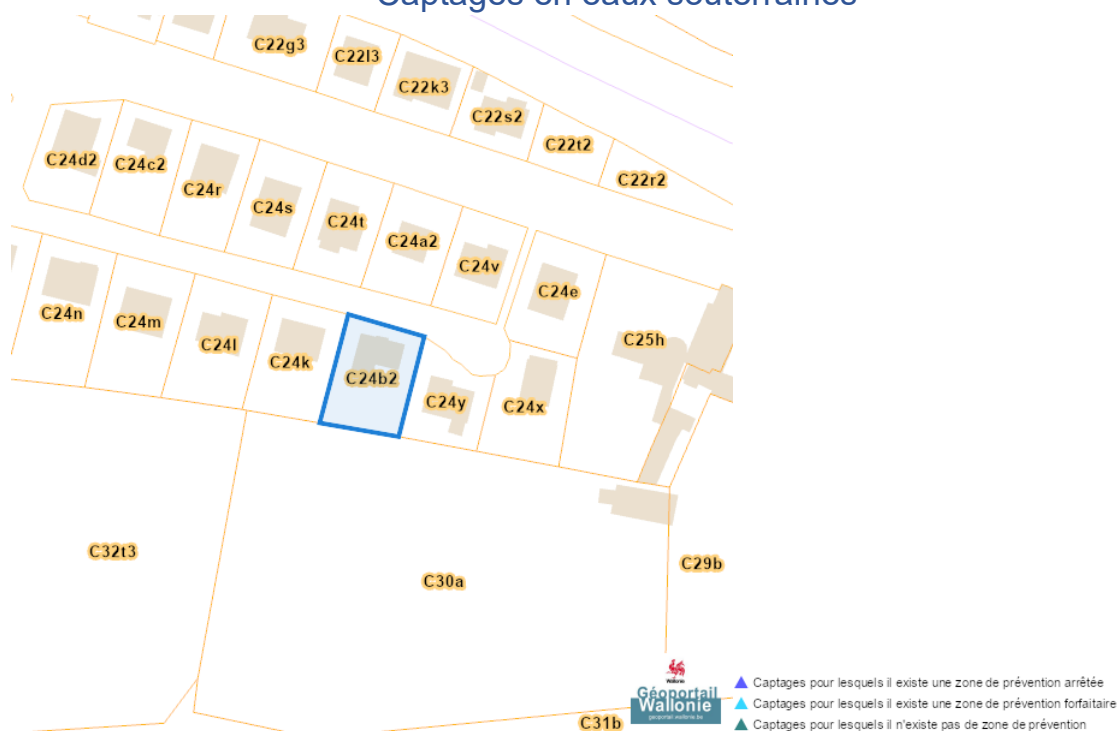 Captages en eaux souterraines
C22g3
C22l3
C22k3
C22s2
C22t2
C22r2
C24d2
C24c2
C24r
C24s
C24t
C24a2
C24v
C24e
C24n
C24m
C24l
C24k
C24b2
C24y
C24x
C25h
C32t3
C30a
C29b
C31b
Wallonie
Géoportail
Wallonie
geoportail.wallonie.be
Captages pour lesquels il existe une zone de prévention arrêtée
Captages pour lesquels il existe une zone de prévention forfaitaire
Captages pour lesquels il n'existe pas de zone de prévention